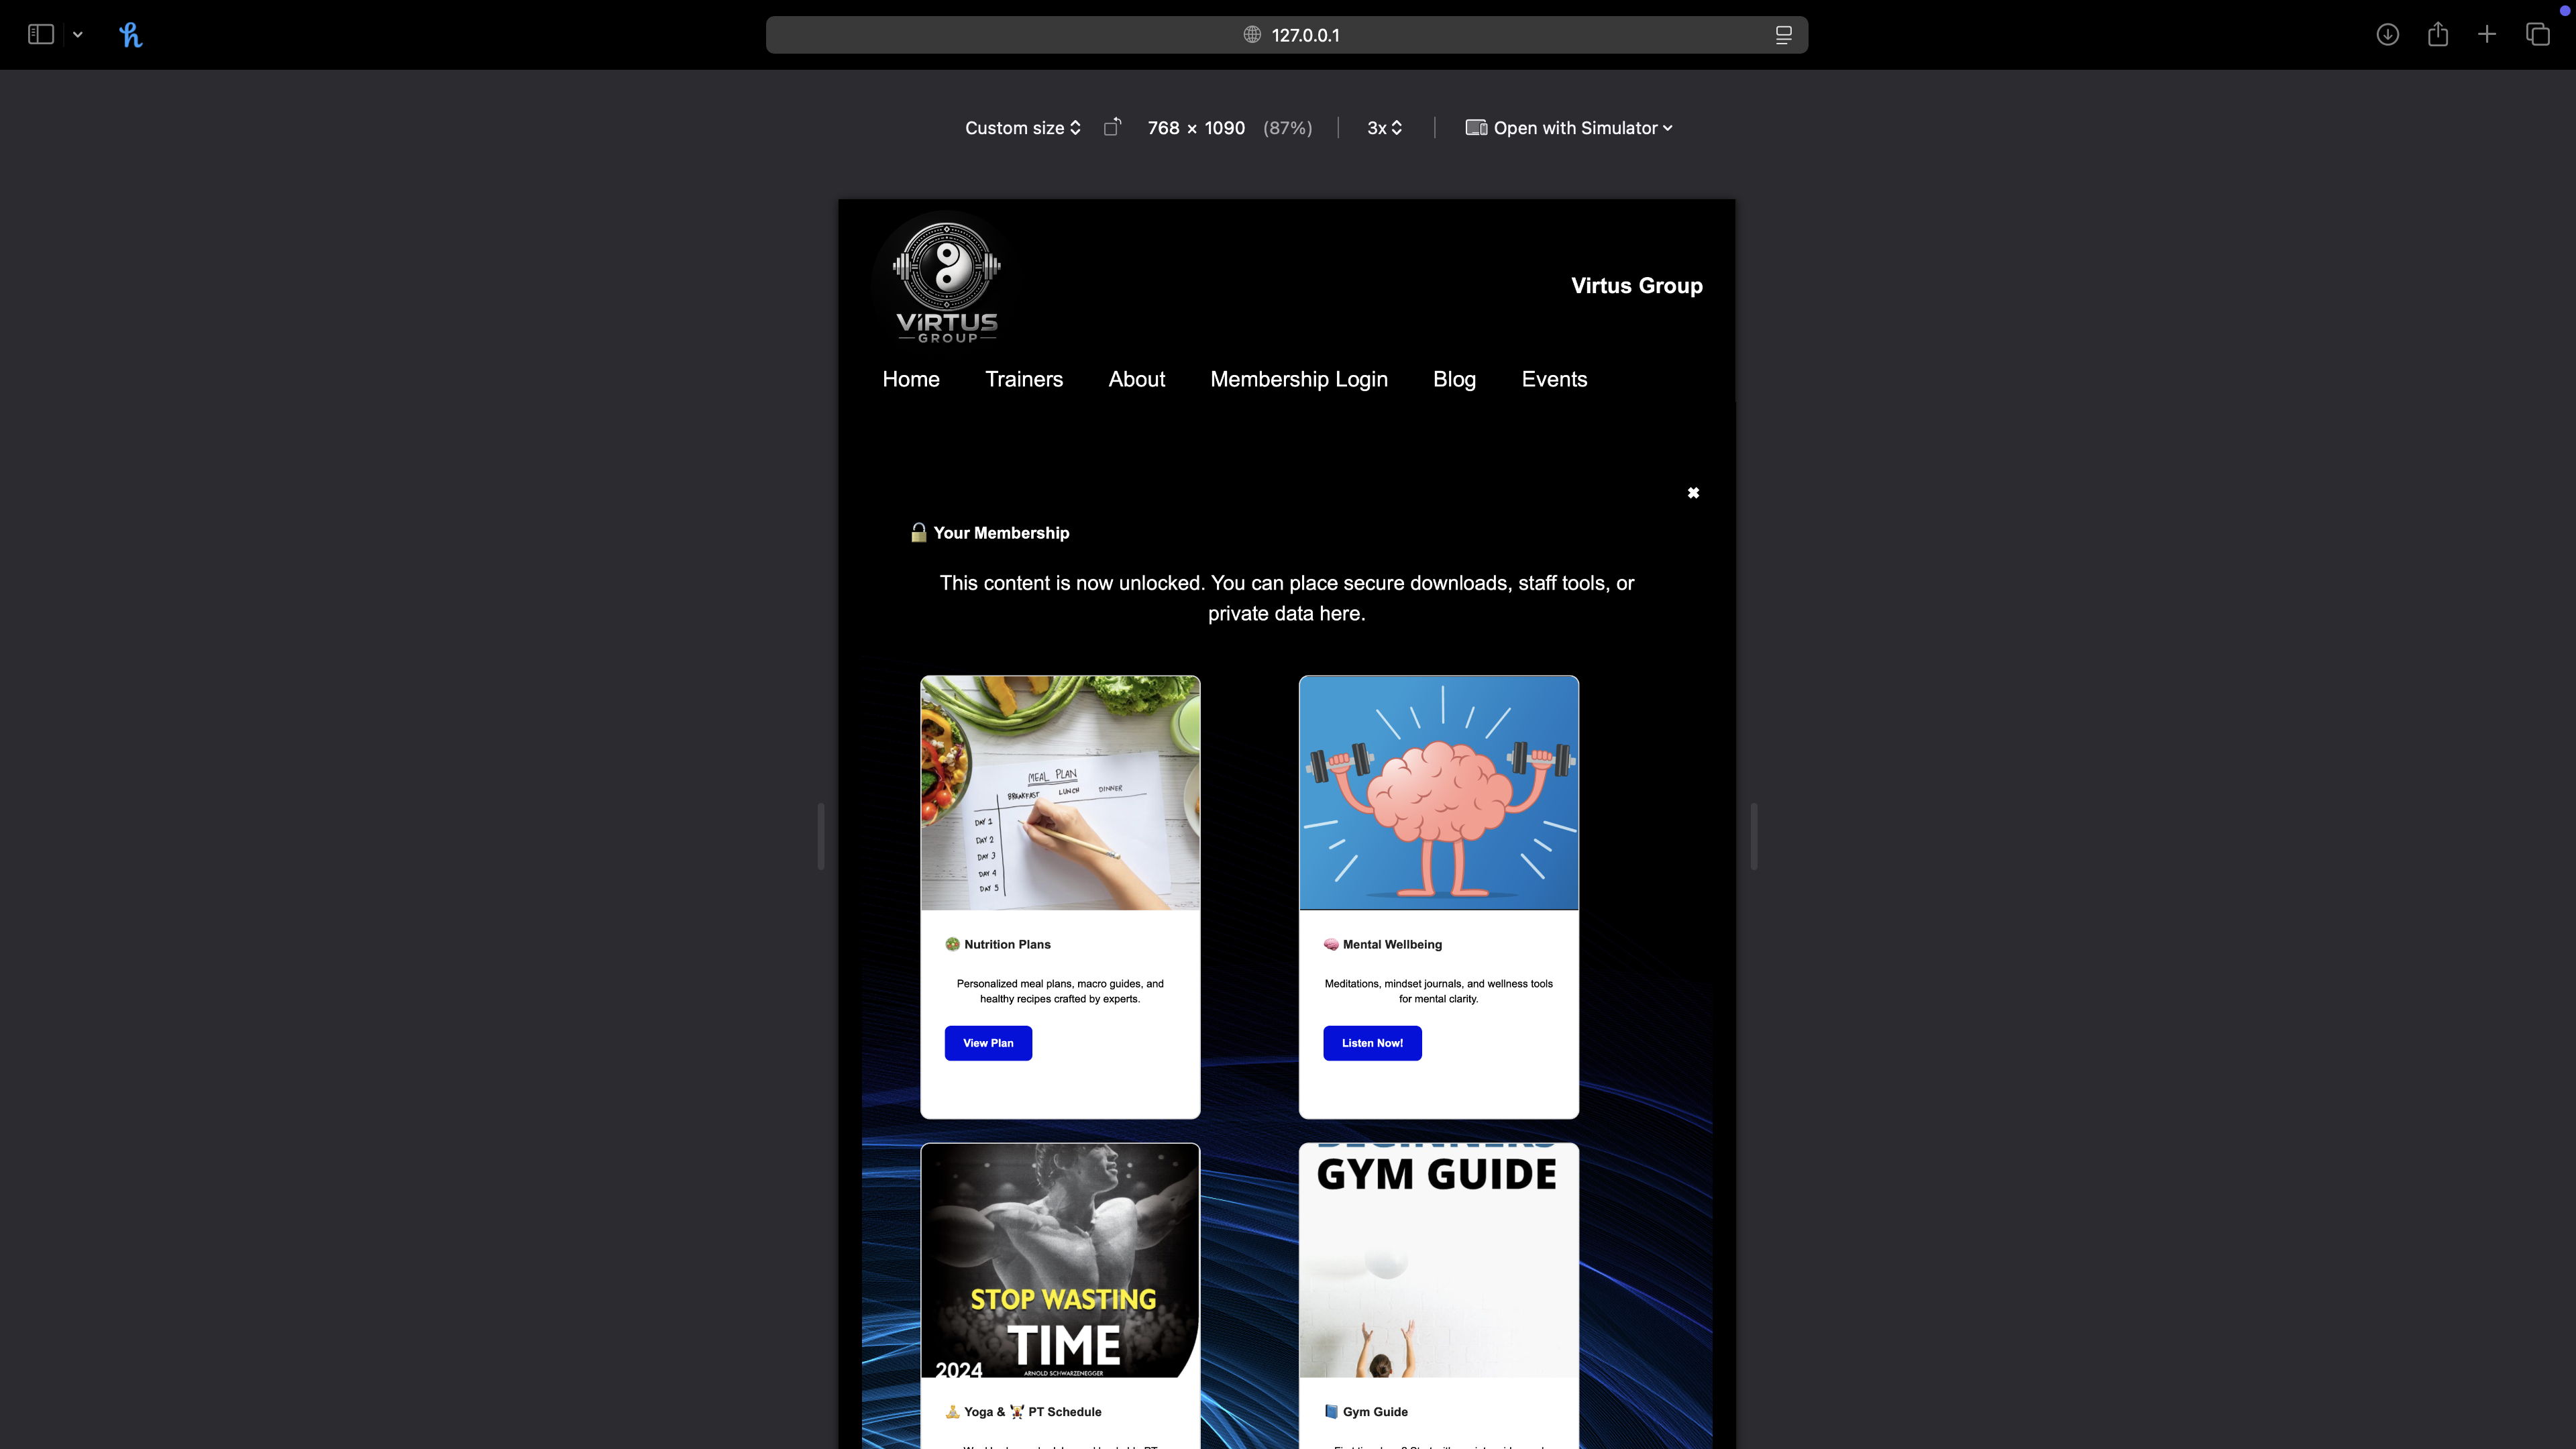 127.0.0.1
Custom size 768 × 1090 (87%) 3x Open with Simulator
VIRTUS
GROUP
Virtus Group
Home Trainers About Membership Login Blog Events
✖
🔒 Your Membership
This content is now unlocked. You can place secure downloads, staff tools, or
private data here.
MEAL PLAN
BREAKFAST LUNCH DINNER
DAY 1
DAY 2
DAY 3
DAY 4
DAY 5
🥗 Nutrition Plans
Personalized meal plans, macro guides, and
healthy recipes crafted by experts.
View Plan
🧠 Mental Wellbeing
Meditations, mindset journals, and wellness tools
for mental clarity.
Listen Now!
STOP WASTING
TIME
2024
ARNOLD SCHWARZENEGGER
🧘 Yoga & 🏋️ PT Schedule
GYM GUIDE
📘 Gym Guide